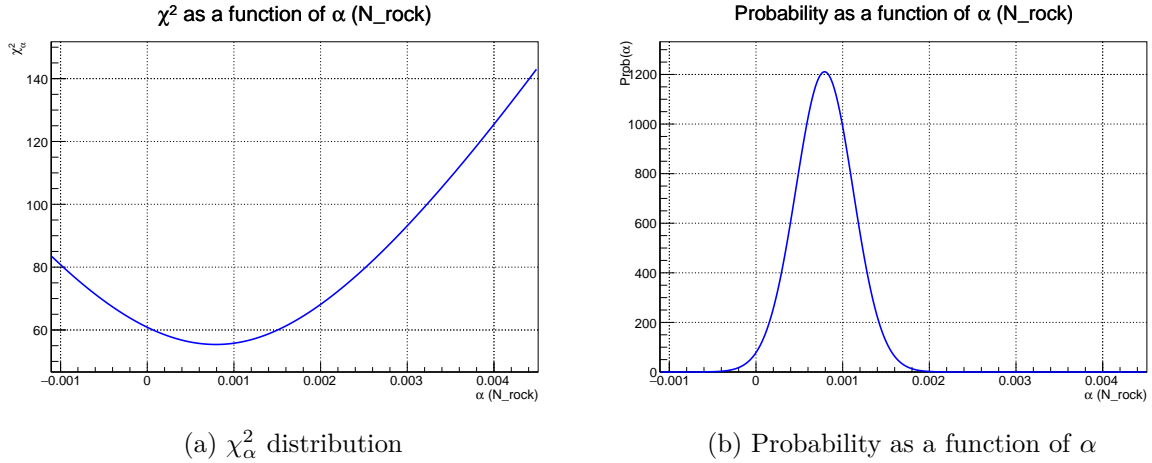 χ² as a function of α (N_rock)
χ²α
140
120
100
80
60
−0.001 0 0.001 0.002 0.003 0.004
α (N_rock)
(a) χ²α distribution
Probability as a function of α (N_rock)
Prob(α)
1200
1000
800
600
400
200
0
−0.001 0 0.001 0.002 0.003 0.004
α (N_rock)
(b) Probability as a function of α